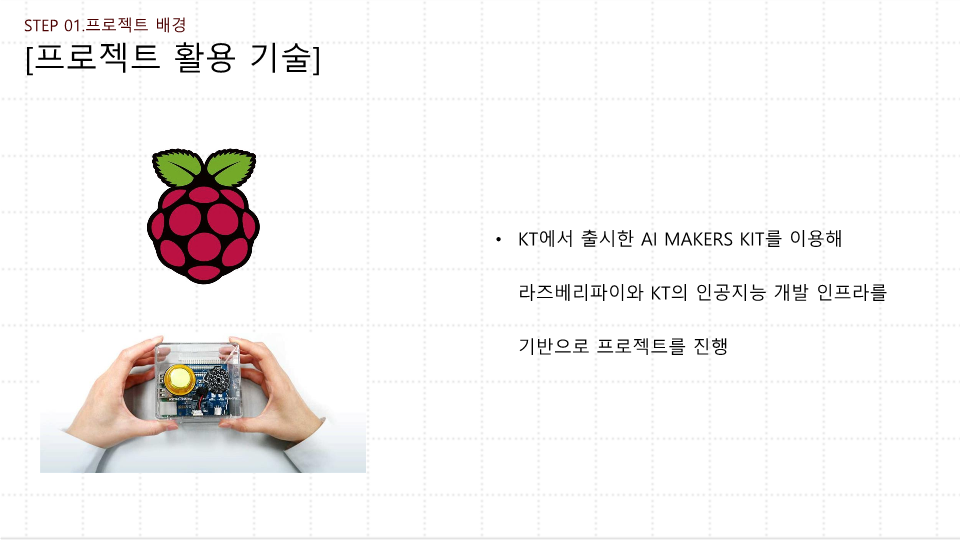 STEP 01.프로젝트 배경
[프로젝트 활용 기술]
• KT에서 출시한 AI MAKERS KIT를 이용해
라즈베리파이와 KT의 인공지능 개발 인프라를
기반으로 프로젝트를 진행